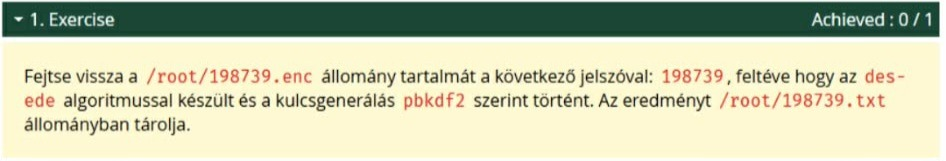 1. Exercise Achieved : 0 / 1
Fejtse vissza a /root/198739.enc állomány tartalmát a következő jelszóval: 198739, feltéve hogy az des-
ede algoritmussal készült és a kulcsgenerálás pbkdf2 szerint történt. Az eredményt /root/198739.txt
állományban tárolja.